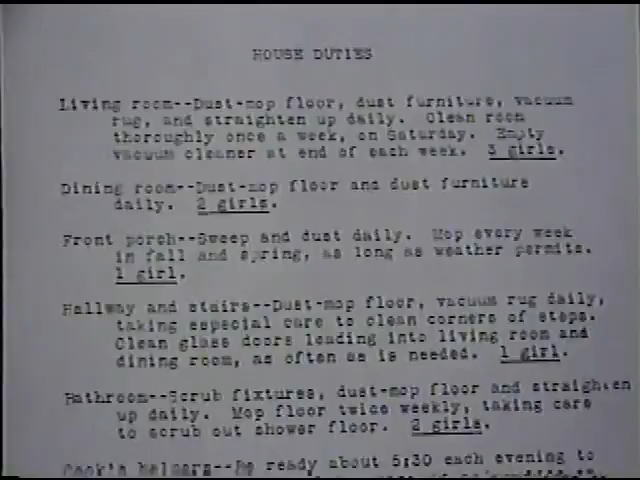 HOUSE DUTIES
Living room--Dust-mop floor, dust furniture, vacuum
rug, and straighten up daily. Clean room
thoroughly once a week, on Saturday. Empty
vacuum cleaner at end of each week. 3 girls.
Dining room--Dust-mop floor and dust furniture
daily. 2 girls.
Front porch--Sweep and dust daily. Mop every week
in fall and spring, as long as weather permits.
1 girl.
Hallway and stairs--Dust-mop floor, vacuum rug daily,
taking especial care to clean corners of steps.
Clean glass doors leading into living room and
dining room, as often as is needed. 1 girl.
Bathroom--Scrub fixtures, dust-mop floor and straighten
up daily. Mop floor twice weekly, taking care
to scrub out shower floor. 2 girls.
Cook's helpers--Be ready about 5:30 each evening to